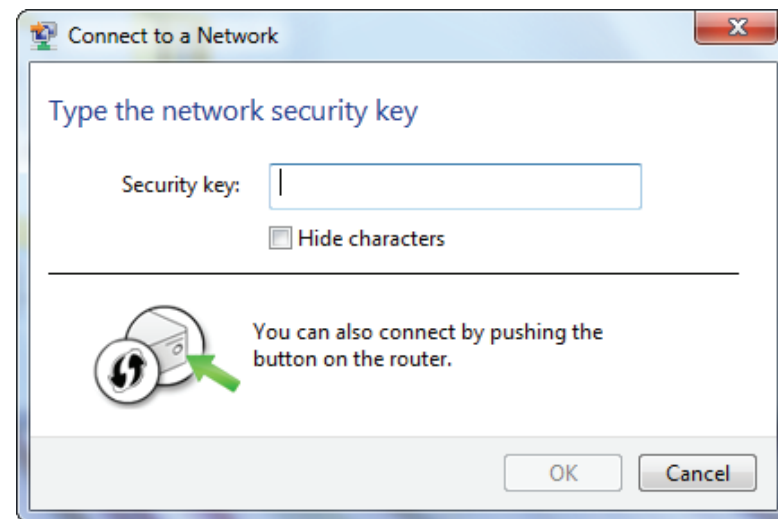 Connect to a Network
Type the network security key
Security key:
Hide characters
You can also connect by pushing the
button on the router.
OK Cancel